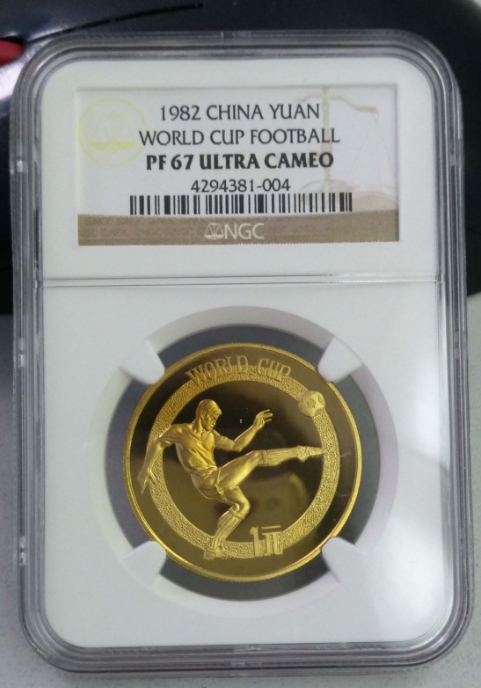 1982 CHINA YUAN
WORLD CUP FOOTBALL
PF 67 ULTRA CAMEO
4294381-004
NGC
WORLD CUP
1元